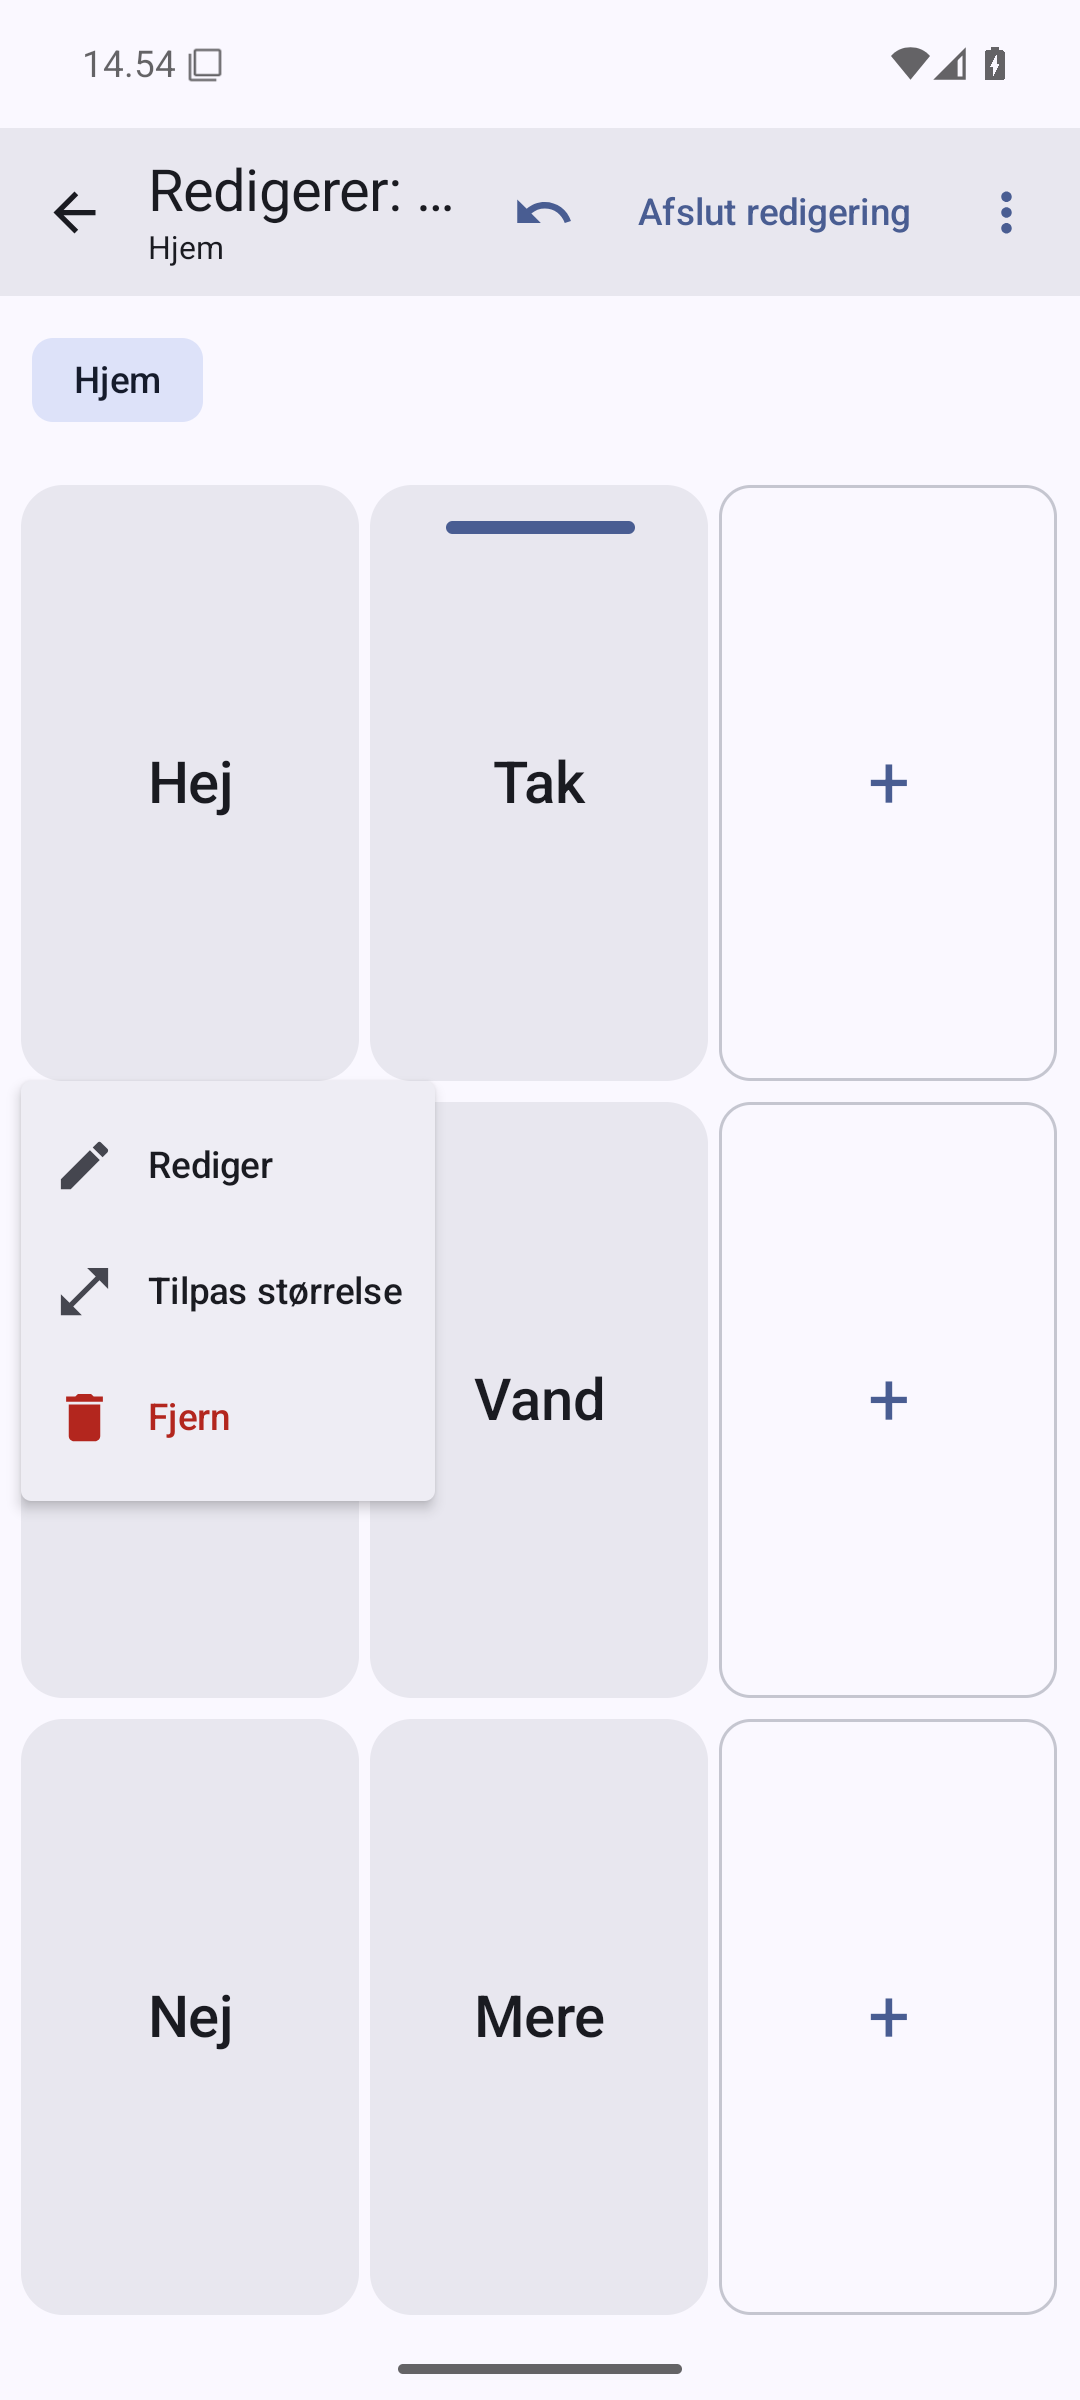 14.54
Redigerer: ...
Hjem
Afslut redigering
Hjem
Hej
Tak
+
Rediger
Tilpas størrelse
Fjern
Vand
+
Nej
Mere
+